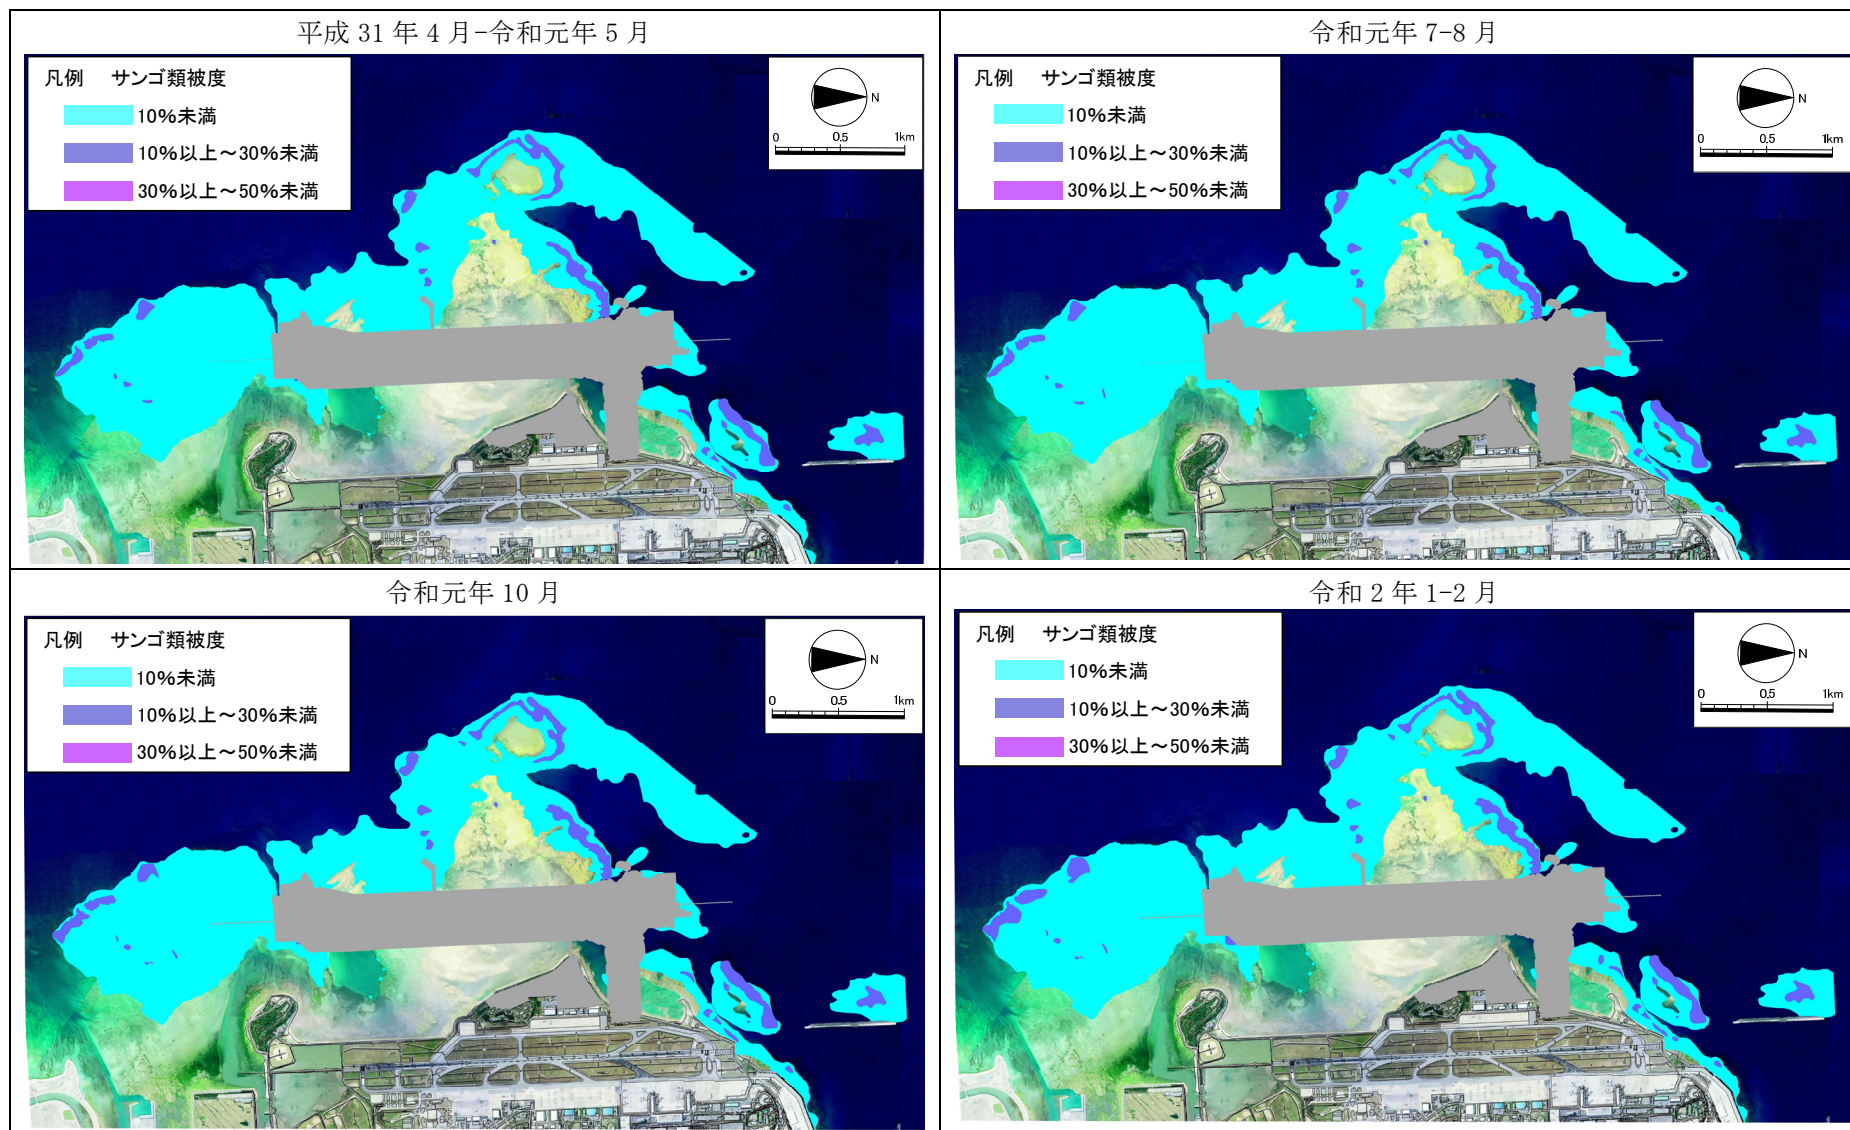 平成 31 年 4 月-令和元年 5 月
凡例 サンゴ類被度
10%未満
10%以上～30%未満
30%以上～50%未満
N
0 0.5 1km
令和元年 7-8 月
凡例 サンゴ類被度
10%未満
10%以上～30%未満
30%以上～50%未満
N
0 0.5 1km
令和元年 10 月
凡例 サンゴ類被度
10%未満
10%以上～30%未満
30%以上～50%未満
N
0 0.5 1km
令和 2 年 1-2 月
凡例 サンゴ類被度
10%未満
10%以上～30%未満
30%以上～50%未満
N
0 0.5 1km